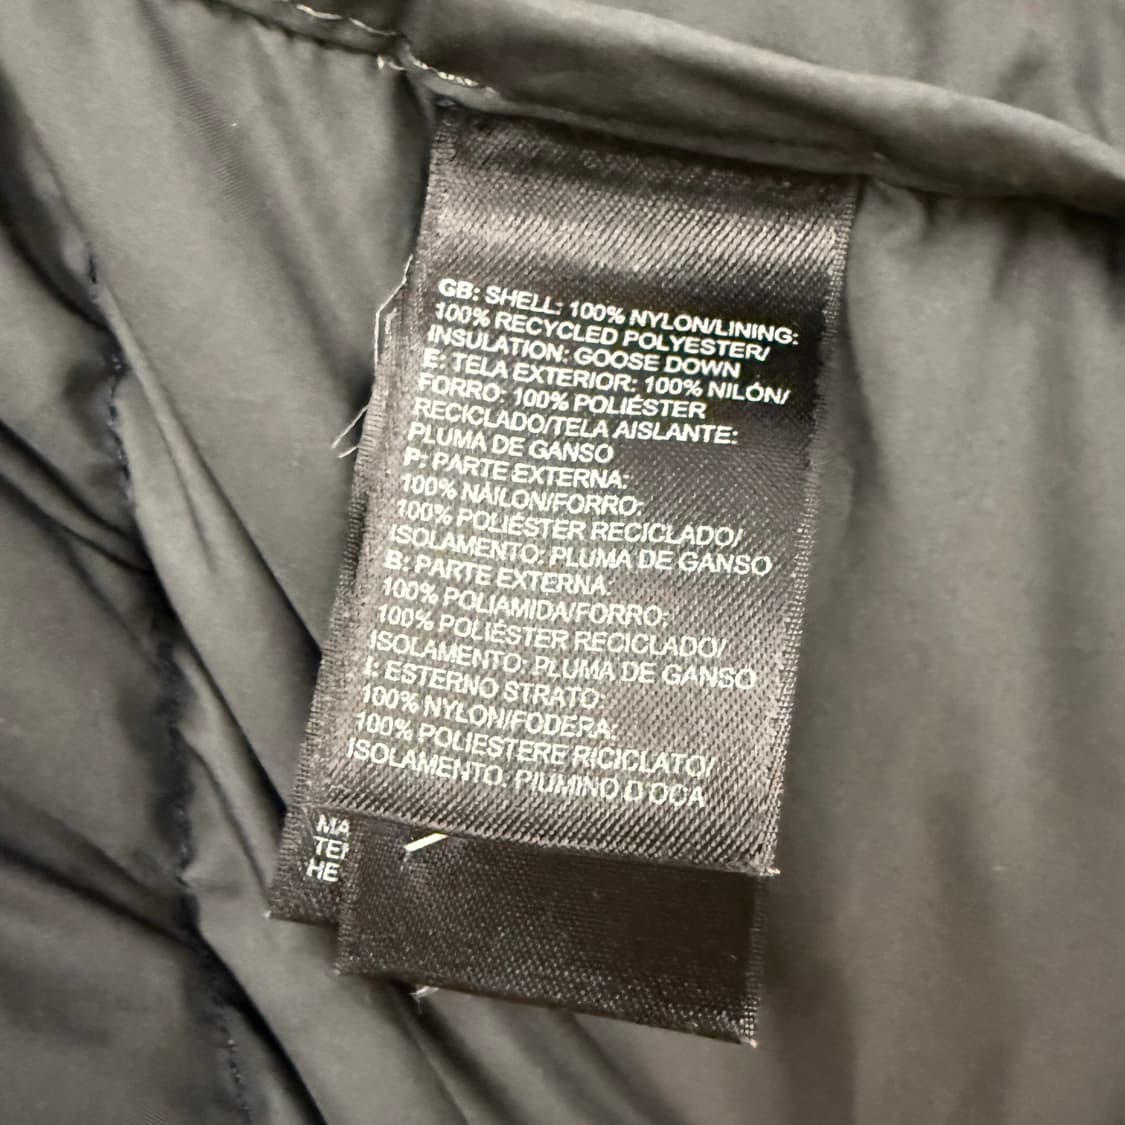 GB: SHELL: 100% NYLON/LINING:
100% RECYCLED POLYESTER/
INSULATION: GOOSE DOWN
E: TELA EXTERIOR: 100% NILÓN/
FORRO: 100% POLIÉSTER
RECICLADO/TELA AISLANTE:
PLUMA DE GANSO
P: PARTE EXTERNA:
100% NÁILON/FORRO:
100% POLIÉSTER RECICLADO/
ISOLAMENTO: PLUMA DE GANSO
B: PARTE EXTERNA:
100% POLIAMIDA/FORRO:
100% POLIÉSTER RECICLADO/
ISOLAMENTO: PLUMA DE GANSO
I: ESTERNO STRATO:
100% NYLON/FODERA:
100% POLIESTERE RICICLATO/
ISOLAMENTO: PIUMINO D'OCA
MA
TE
HE